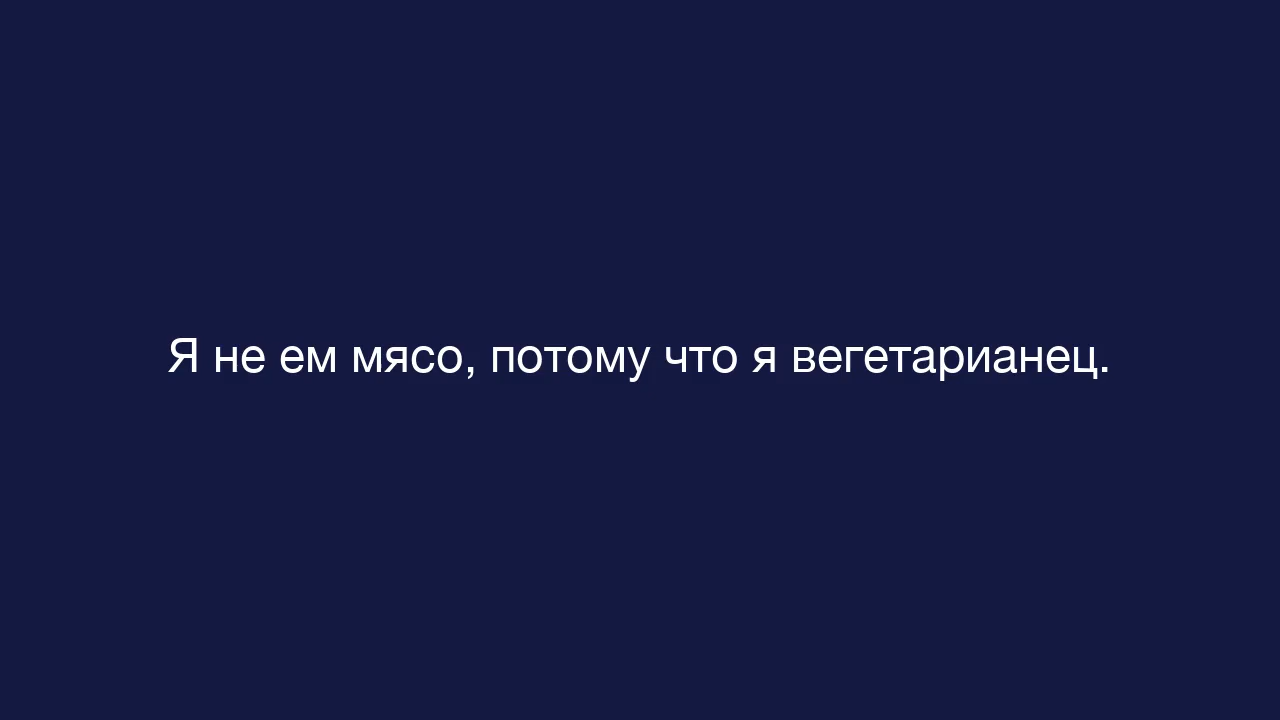 Я не ем мясо, потому что я вегетарианец.